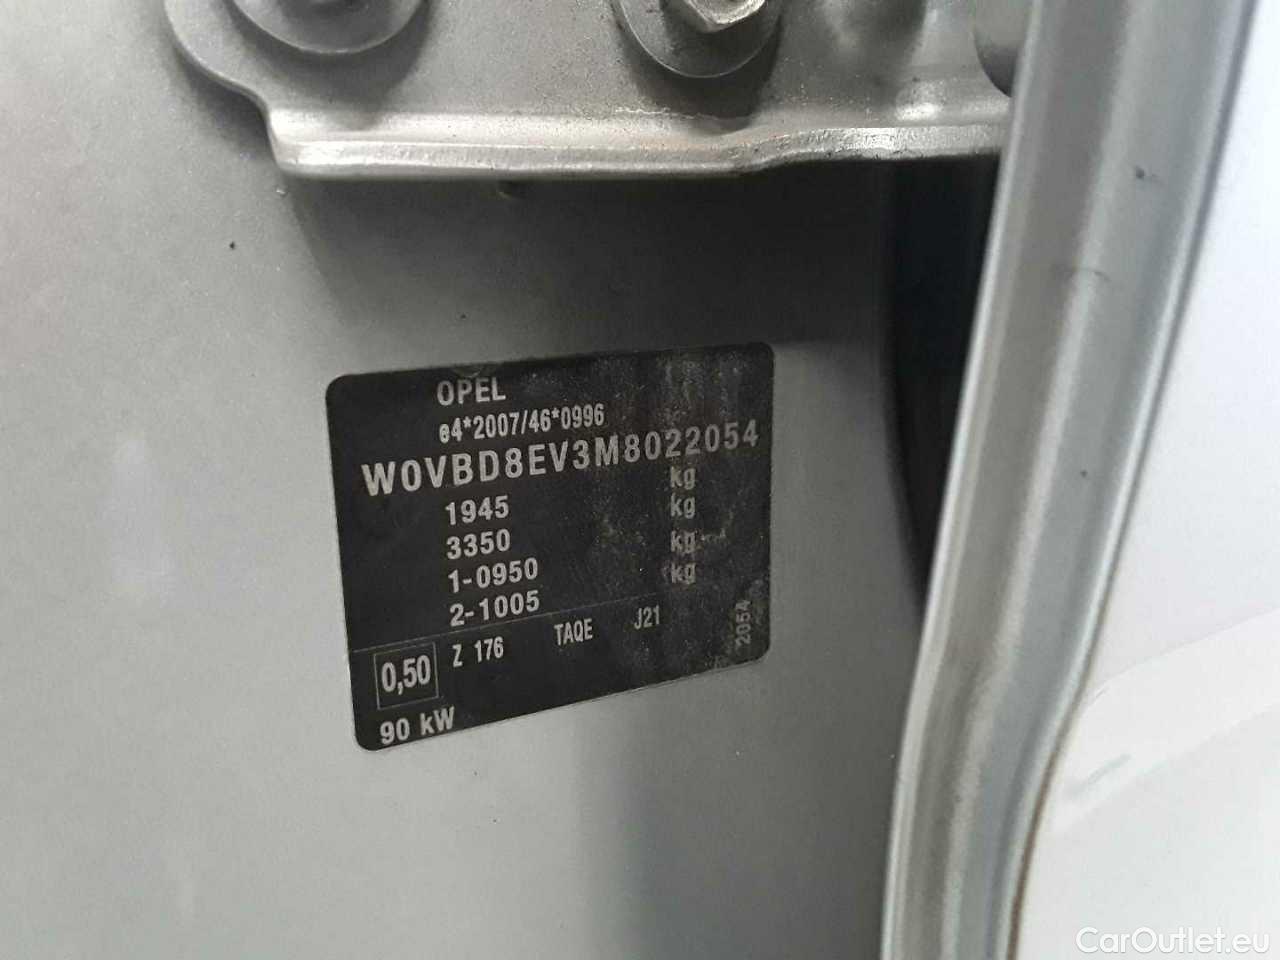 OPEL
e4*2007/46*0996
W0VBD8EV3M8022054
1945 kg
3350 kg
1-0950 kg
2-1005 kg
0,50 Z 176 TAQE J21
2054
90 kW
CarOutlet.eu